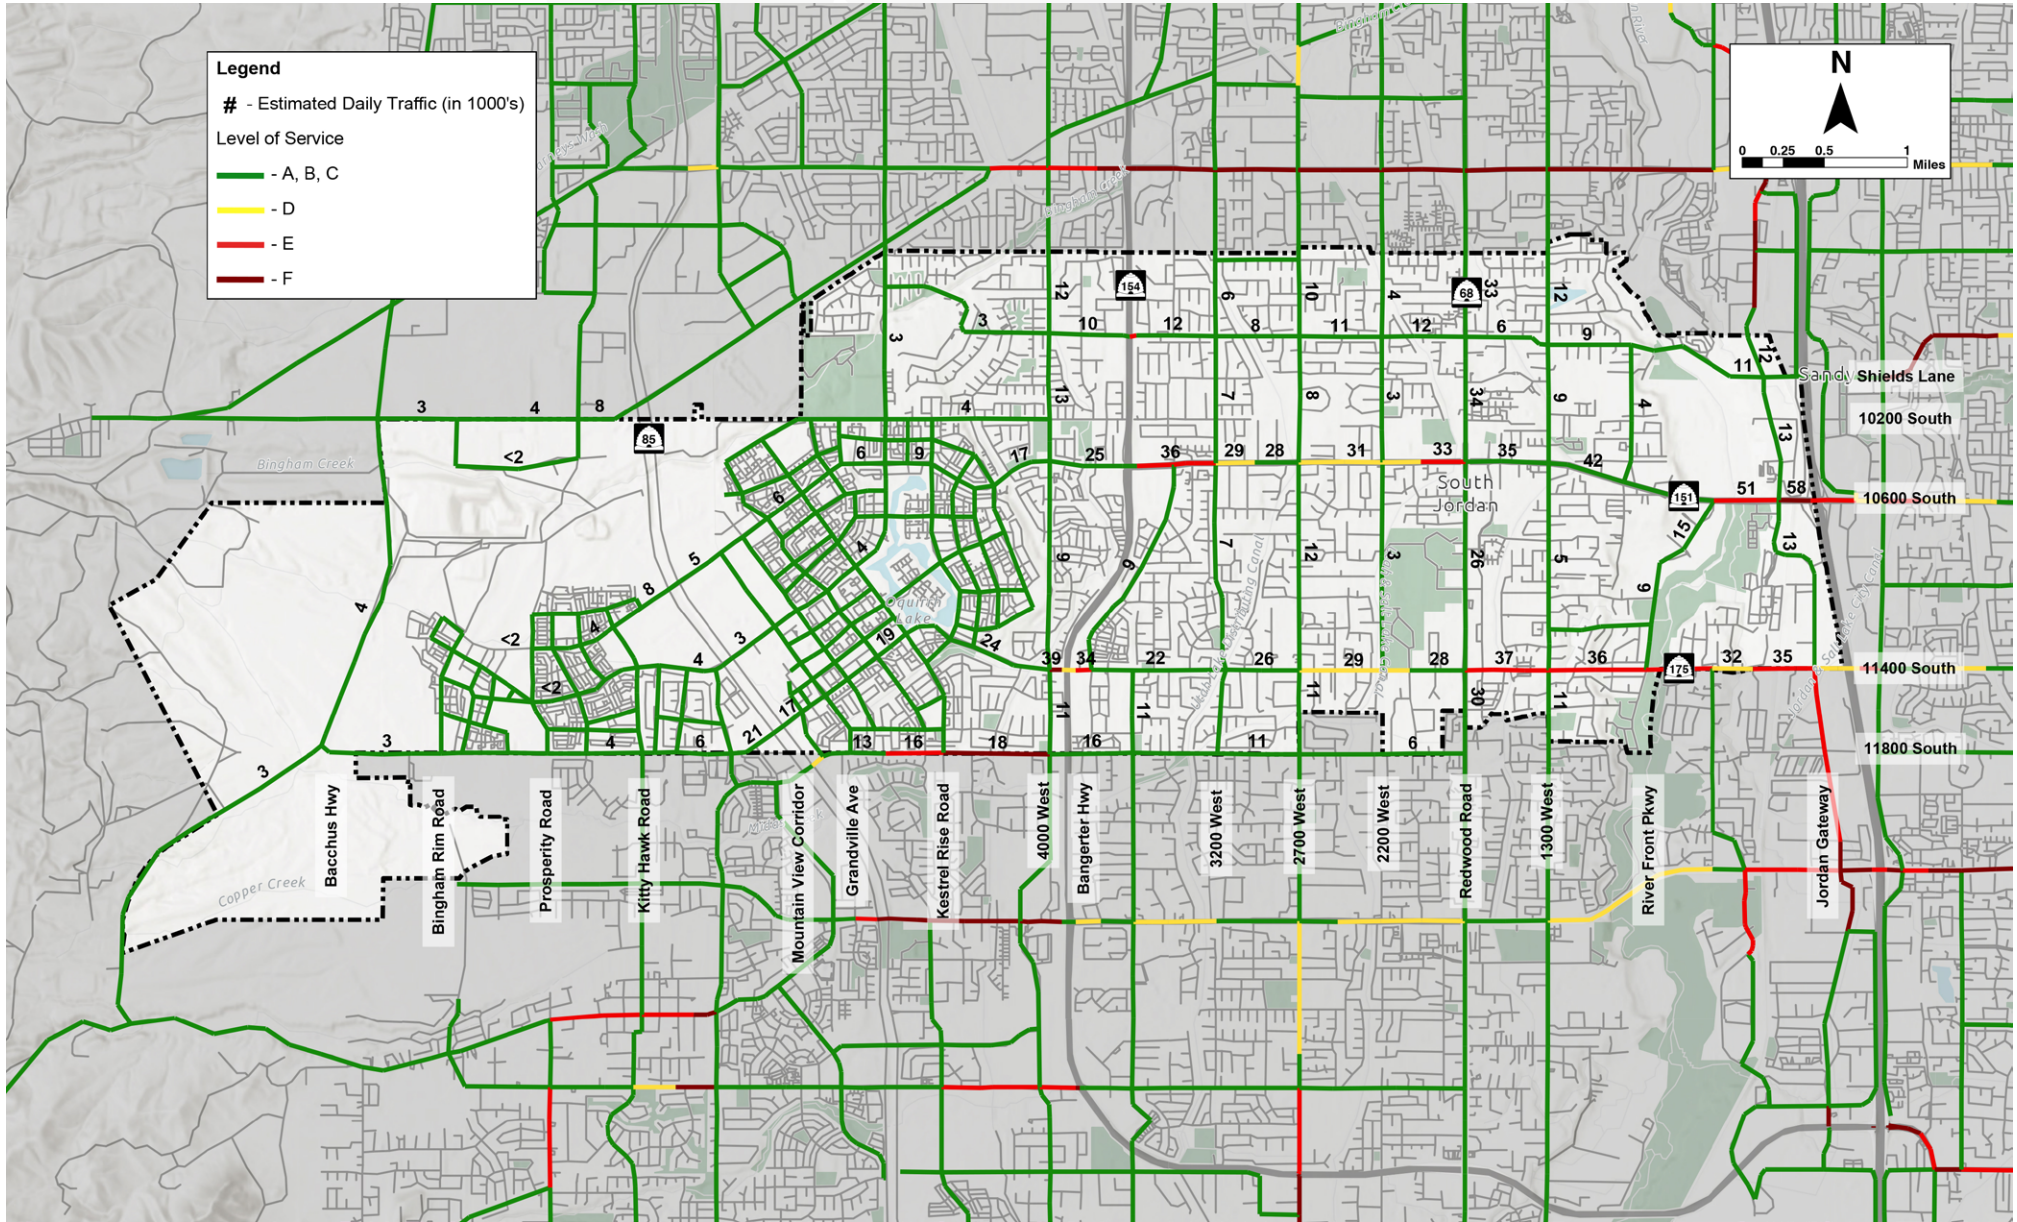 Legend
# - Estimated Daily Traffic (in 1000's)
Level of Service
- A, B, C
- D
- E
- F
N
0 0.25 0.5 1
Miles
Bingham Creek
154
68
12
6
10
4
33
12
3
3
10
12
8
11
12
6
9
11
12
Sandy
Shields Lane
3
4
8
4
13
7
8
3
34
9
4
13
10200 South
85
Bingham Creek
<2
6
9
17
25
36
29
28
31
33
35
42
151
51
58
10600 South
South
Jordan
6
4
5
8
9
9
7
12
3
26
5
15
9
13
4
<2
4
3
19
Oquirrh
Lake
24
39
34
22
26
29
28
37
36
175
32
35
11400 South
4
<2
17
21
11
11
11
30
11
3
4
6
13
16
18
16
11
6
11800 South
3
Bacchus Hwy
Bingham Rim Road
Prosperity Road
Kitty Hawk Road
Mountain View Corridor
Grandville Ave
Kestrel Rise Road
4000 West
Bangerter Hwy
3200 West
2700 West
2200 West
Redwood Road
1300 West
River Front Pkwy
Jordan Gateway
Copper Creek